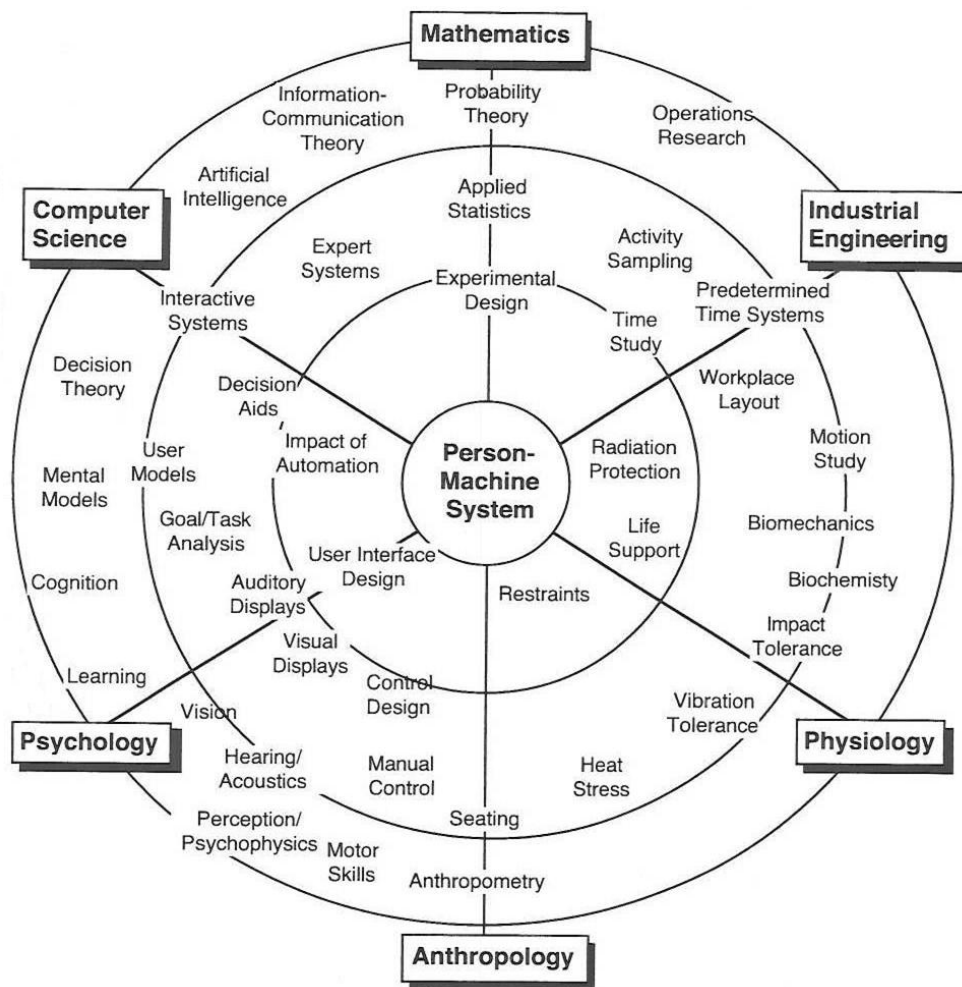 Mathematics
Information-
Communication
Theory
Probability
Theory
Operations
Research
Artificial
Intelligence
Computer
Science
Applied
Statistics
Industrial
Engineering
Expert
Systems
Activity
Sampling
Experimental
Design
Interactive
Systems
Predetermined
Time Systems
Time
Study
Decision
Theory
Decision
Aids
Workplace
Layout
Impact of
Automation
User
Models
Person-
Machine
System
Radiation
Protection
Motion
Study
Mental
Models
Goal/Task
Analysis
Life
Support
Biomechanics
User Interface
Design
Cognition
Auditory
Displays
Restraints
Biochemisty
Visual
Displays
Impact
Tolerance
Learning
Control
Design
Vibration
Tolerance
Vision
Psychology
Physiology
Hearing/
Acoustics
Manual
Control
Heat
Stress
Seating
Perception/
Psychophysics
Motor
Skills
Anthropometry
Anthropology